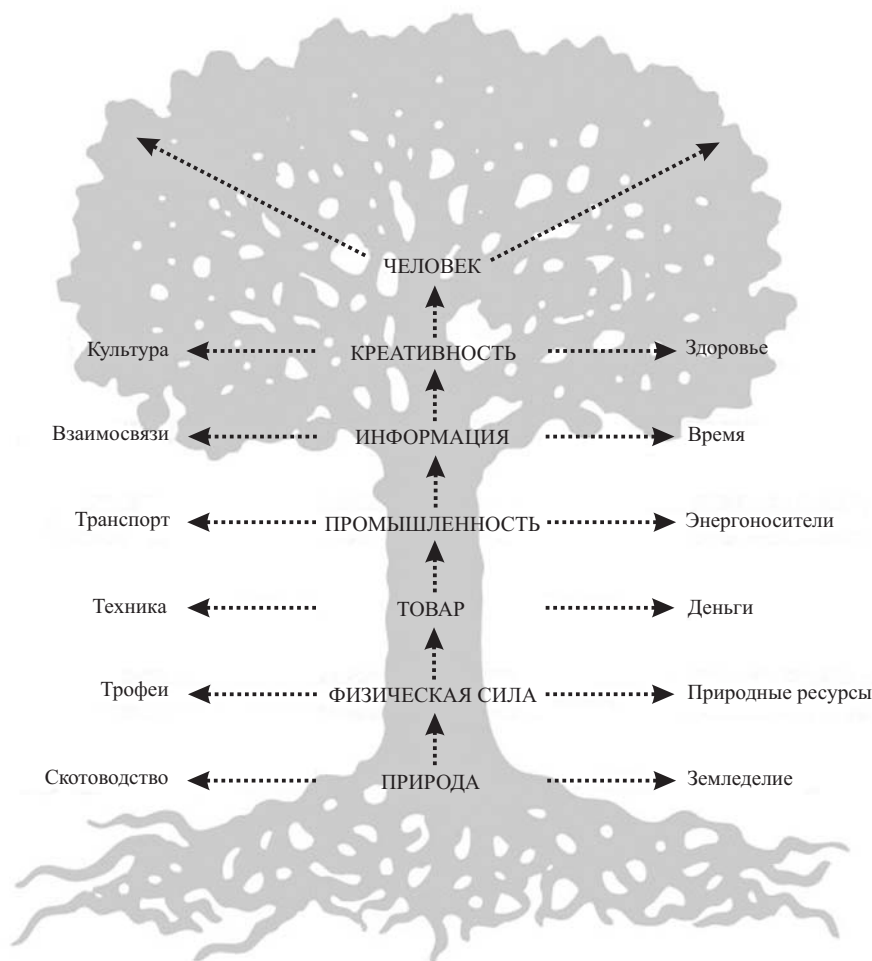 ЧЕЛОВЕК
Культура КРЕАТИВНОСТЬ Здоровье
Взаимосвязи ИНФОРМАЦИЯ Время
Транспорт ПРОМЫШЛЕННОСТЬ Энергоносители
Техника ТОВАР Деньги
Трофеи ФИЗИЧЕСКАЯ СИЛА Природные ресурсы
Скотоводство ПРИРОДА Земледелие